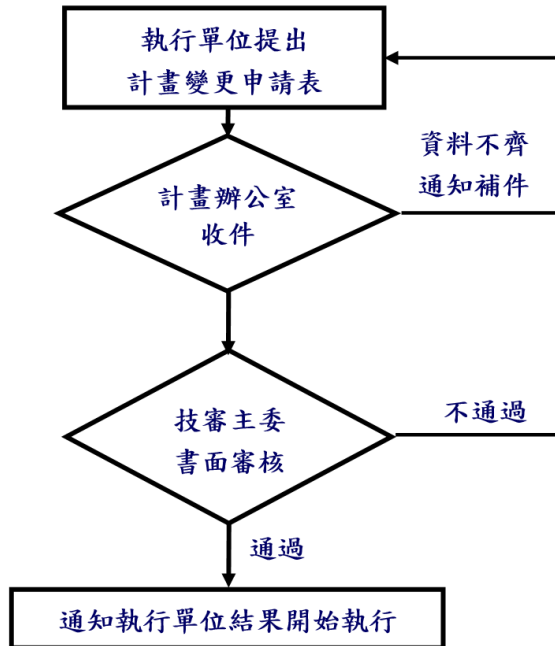 執行單位提出
計畫變更申請表
資料不齊
通知補件
計畫辦公室
收件
技審主委
書面審核
不通過
通過
通知執行單位結果開始執行